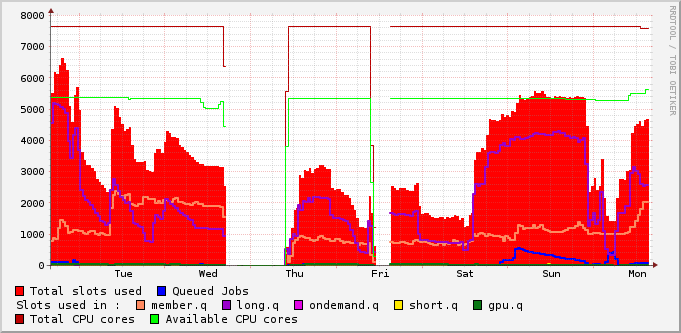 8000
7000
6000
5000
4000
3000
2000
1000
0
Tue Wed Thu Fri Sat Sun Mon
Total slots used Queued Jobs
Slots used in : member.q long.q ondemand.q short.q gpu.q
Total CPU cores Available CPU cores
RRDTOOL / TOBI OETIKER